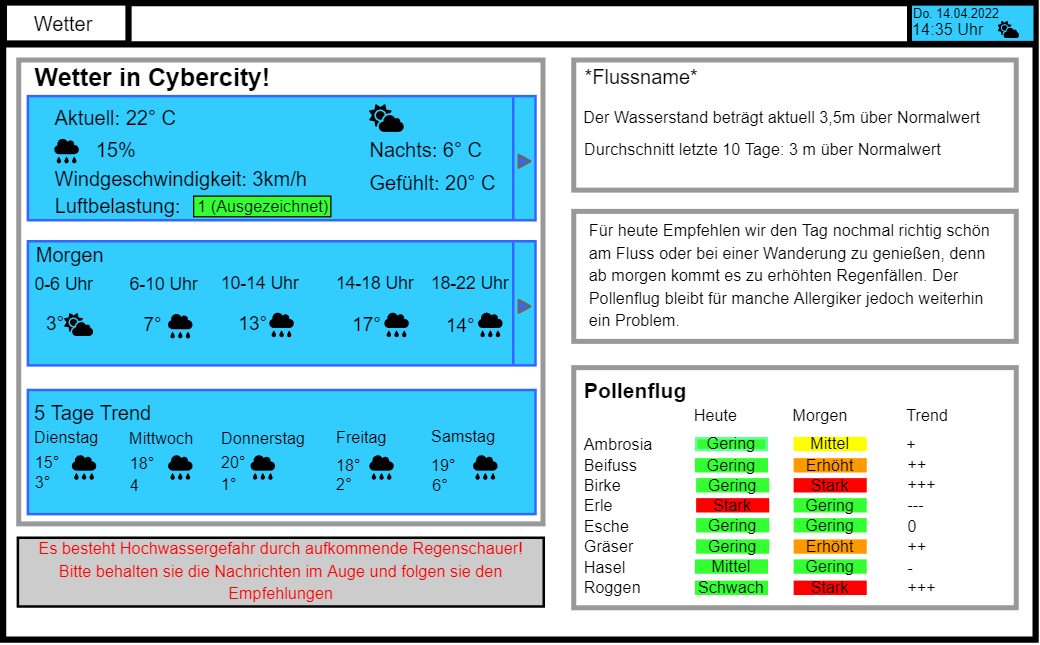 Wetter
Do. 14.04.2022
14:35 Uhr
Wetter in Cybercity!
Aktuell: 22° C
15%
Nachts: 6° C
Windgeschwindigkeit: 3km/h
Gefühlt: 20° C
Luftbelastung: 1 (Ausgezeichnet)
Morgen
0-6 Uhr 6-10 Uhr 10-14 Uhr 14-18 Uhr 18-22 Uhr
3° 7° 13° 17° 14°
5 Tage Trend
Dienstag Mittwoch Donnerstag Freitag Samstag
15° 18° 20° 18° 19°
3° 4 1° 2° 6°
Es besteht Hochwassergefahr durch aufkommende Regenschauer!
Bitte behalten sie die Nachrichten im Auge und folgen sie den
Empfehlungen
*Flussname*
Der Wasserstand beträgt aktuell 3,5m über Normalwert
Durchschnitt letzte 10 Tage: 3 m über Normalwert
Für heute Empfehlen wir den Tag nochmal richtig schön
am Fluss oder bei einer Wanderung zu genießen, denn
ab morgen kommt es zu erhöhten Regenfällen. Der
Pollenflug bleibt für manche Allergiker jedoch weiterhin
ein Problem.
Pollenflug
Heute Morgen Trend
Ambrosia Gering Mittel +
Beifuss Gering Erhöht ++
Birke Gering Stark +++
Erle Stark Gering ---
Esche Gering Gering 0
Gräser Gering Erhöht ++
Hasel Mittel Gering -
Roggen Schwach Stark +++